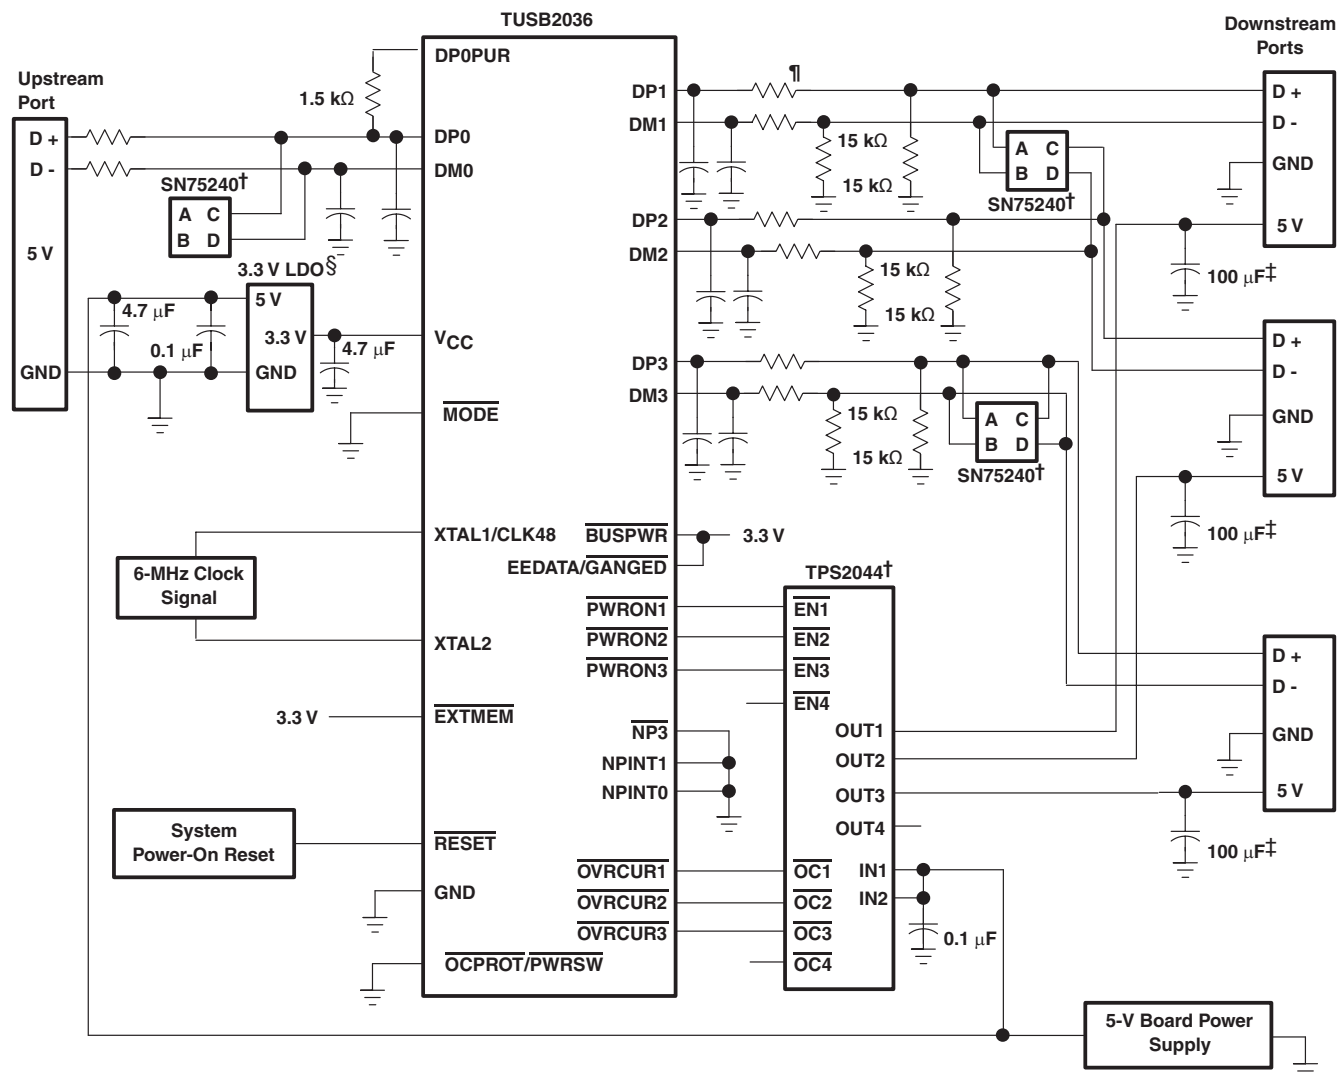 TUSB2036
Upstream
Port
D +
D -
5 V
GND
1.5 kΩ
SN75240†
A C
B D
3.3 V LDO§
5 V
3.3 V
GND
4.7 μF
0.1 μF
4.7 μF
6-MHz Clock
Signal
3.3 V
System
Power-On Reset
DP0PUR
DP0
DM0
VCC
MODE
XTAL1/CLK48
XTAL2
EXTMEM
RESET
GND
OCPROT/PWRSW
DP1
DM1
DP2
DM2
DP3
DM3
BUSPWR
EEDATA/GANGED
PWRON1
PWRON2
PWRON3
NP3
NPINT1
NPINT0
OVRCUR1
OVRCUR2
OVRCUR3
¶
15 kΩ
15 kΩ
A C
B D
SN75240†
15 kΩ
15 kΩ
15 kΩ
15 kΩ
A C
B D
SN75240†
3.3 V
TPS2044†
EN1
EN2
EN3
EN4
OUT1
OUT2
OUT3
OUT4
OC1
OC2
OC3
OC4
IN1
IN2
0.1 μF
Downstream
Ports
D +
D -
GND
5 V
100 μF‡
D +
D -
GND
5 V
100 μF‡
D +
D -
GND
5 V
100 μF‡
5-V Board Power
Supply